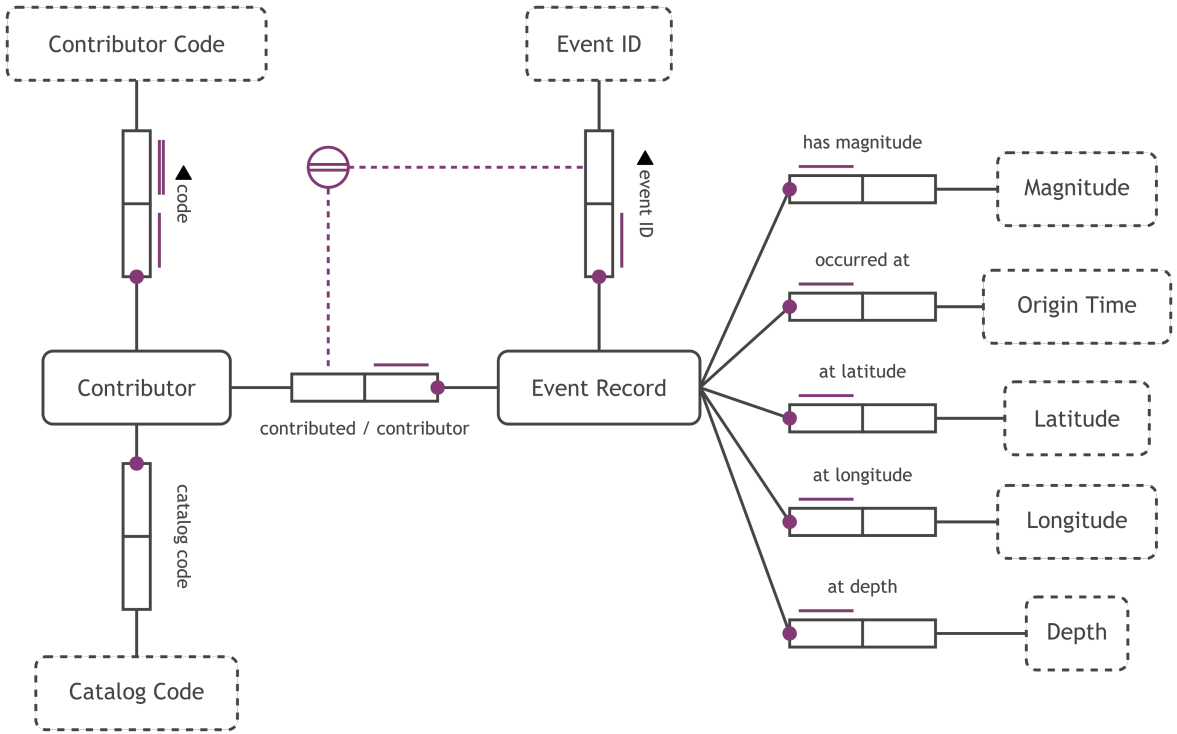 Contributor Code
Event ID
has magnitude
code
event ID
Magnitude
occurred at
Origin Time
at latitude
Contributor
Event Record
Latitude
contributed / contributor
at longitude
catalog code
Longitude
at depth
Depth
Catalog Code